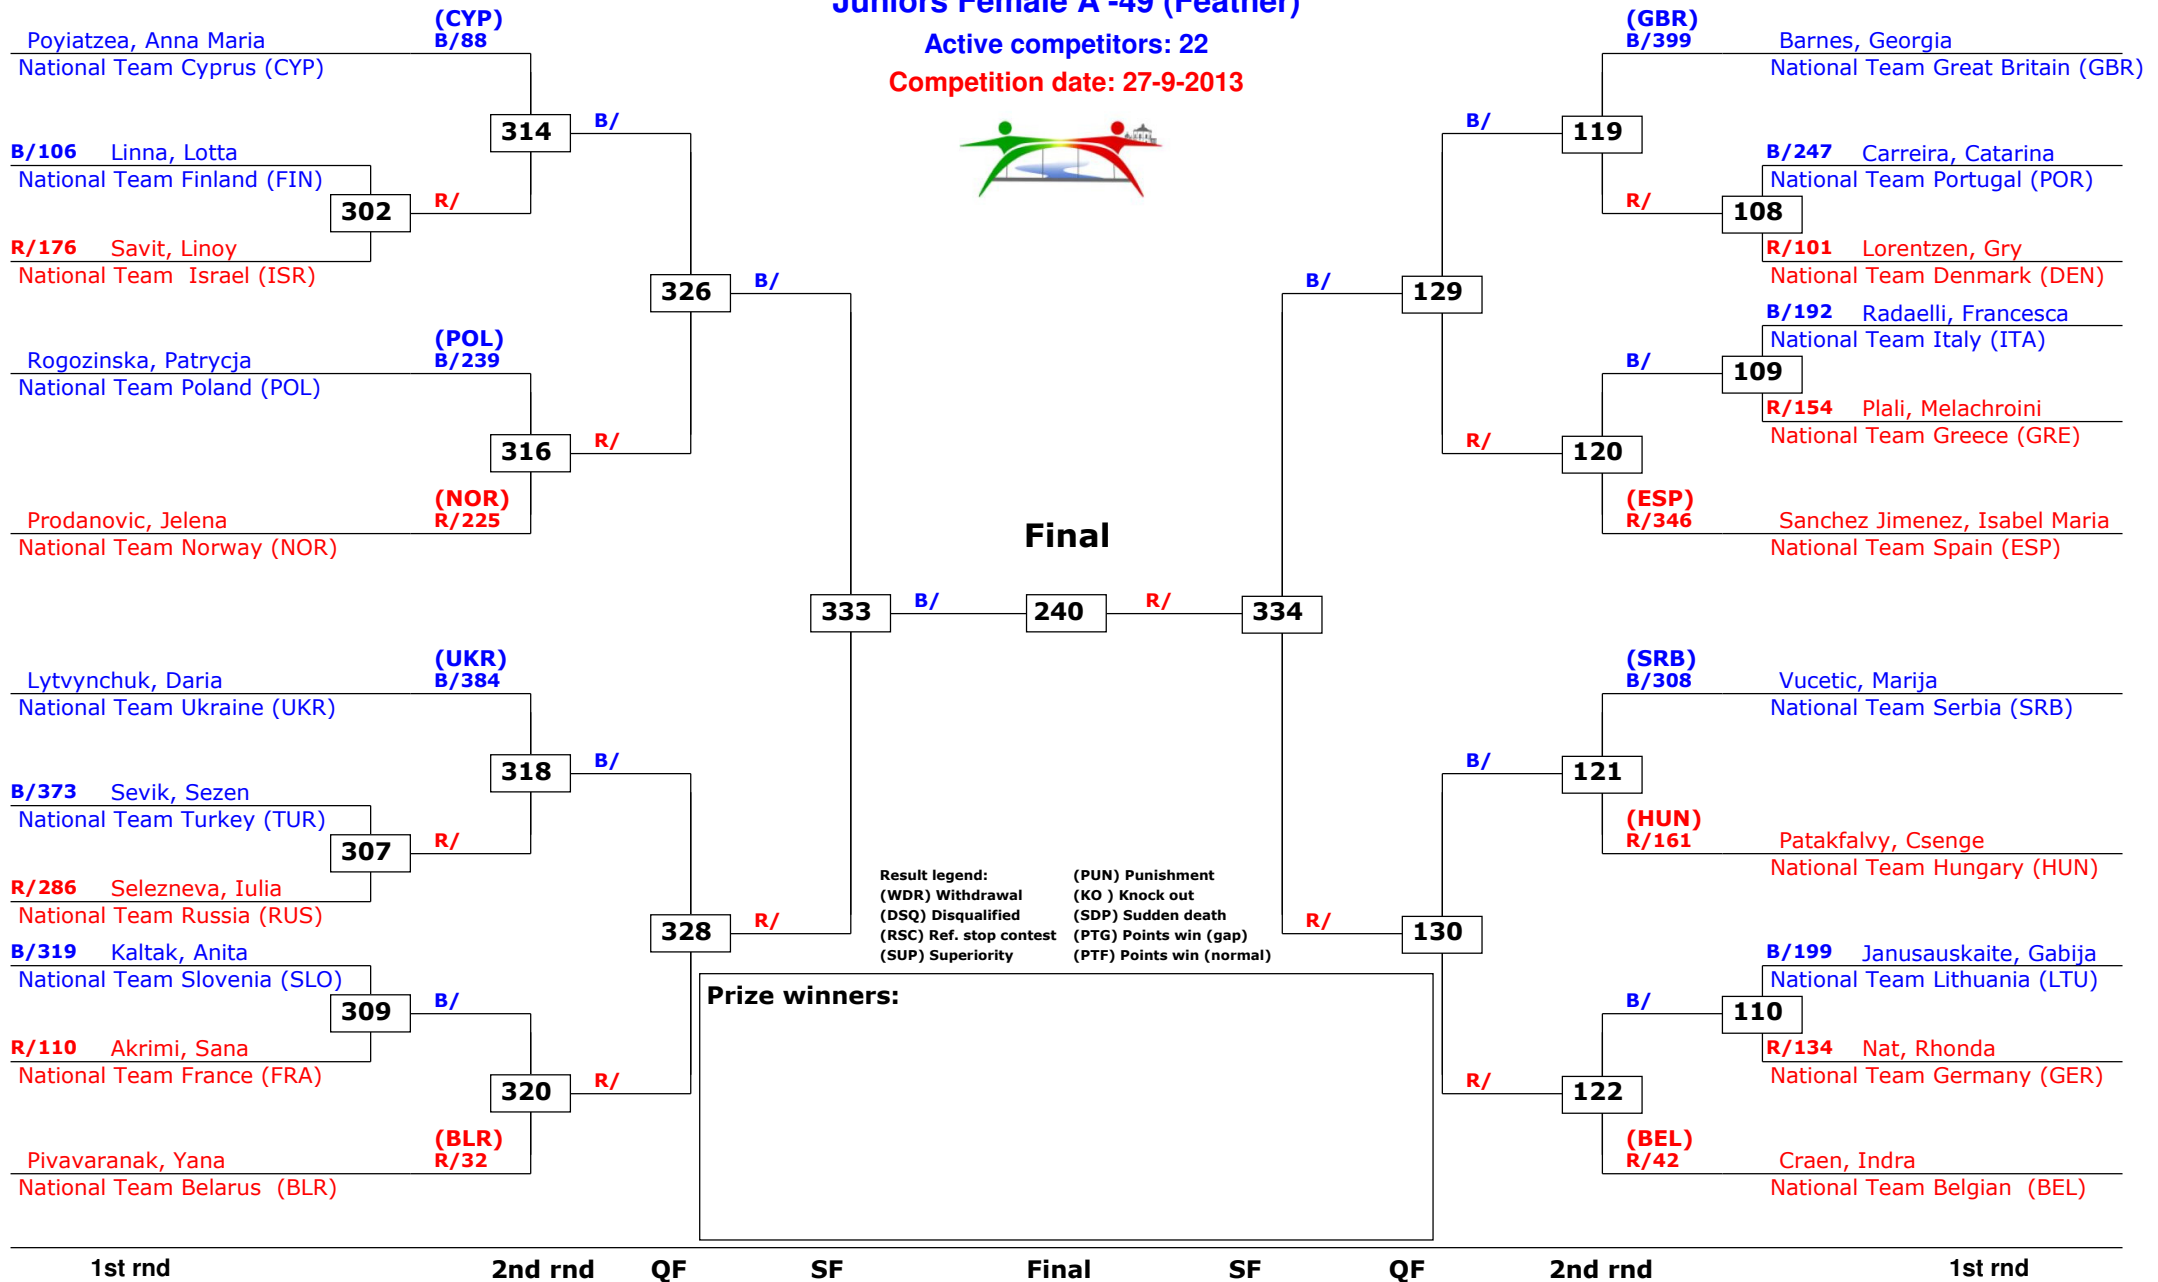 Juniors Female A -49 (Feather)
Active competitors: 22
Competition date: 27-9-2013
(CYP)
Poyiatzea, Anna Maria B/88
National Team Cyprus (CYP)
314
B/
B/106 Linna, Lotta
National Team Finland (FIN)
302
R/
R/176 Savit, Linoy
National Team  Israel (ISR)
326
B/
(POL)
Rogozinska, Patrycja B/239
National Team Poland (POL)
316
R/
(NOR)
Prodanovic, Jelena R/225
National Team Norway (NOR)
333
B/
(UKR)
Lytvynchuk, Daria B/384
National Team Ukraine (UKR)
318
B/
B/373 Sevik, Sezen
National Team Turkey (TUR)
307
R/
R/286 Selezneva, Iulia
National Team Russia (RUS)
328
R/
B/319 Kaltak, Anita
National Team Slovenia (SLO)
309
B/
R/110 Akrimi, Sana
National Team France (FRA)
320
R/
(BLR)
Pivavaranak, Yana R/32
National Team Belarus  (BLR)
Final
240
R/
334
(GBR)
B/399 Barnes, Georgia
National Team Great Britain (GBR)
B/
119
B/247 Carreira, Catarina
National Team Portugal (POR)
R/
108
R/101 Lorentzen, Gry
National Team Denmark (DEN)
B/
129
B/192 Radaelli, Francesca
National Team Italy (ITA)
B/
109
R/154 Plali, Melachroini
National Team Greece (GRE)
R/
120
(ESP)
R/346 Sanchez Jimenez, Isabel Maria
National Team Spain (ESP)
(SRB)
B/308 Vucetic, Marija
National Team Serbia (SRB)
B/
121
(HUN)
R/161 Patakfalvy, Csenge
National Team Hungary (HUN)
R/
130
B/199 Janusauskaite, Gabija
National Team Lithuania (LTU)
B/
110
R/134 Nat, Rhonda
National Team Germany (GER)
R/
122
(BEL)
R/42 Craen, Indra
National Team Belgian  (BEL)
Result legend: (PUN) Punishment
(WDR) Withdrawal (KO ) Knock out
(DSQ) Disqualified (SDP) Sudden death
(RSC) Ref. stop contest (PTG) Points win (gap)
(SUP) Superiority (PTF) Points win (normal)
Prize winners:
1st rnd 2nd rnd QF SF Final SF QF 2nd rnd 1st rnd